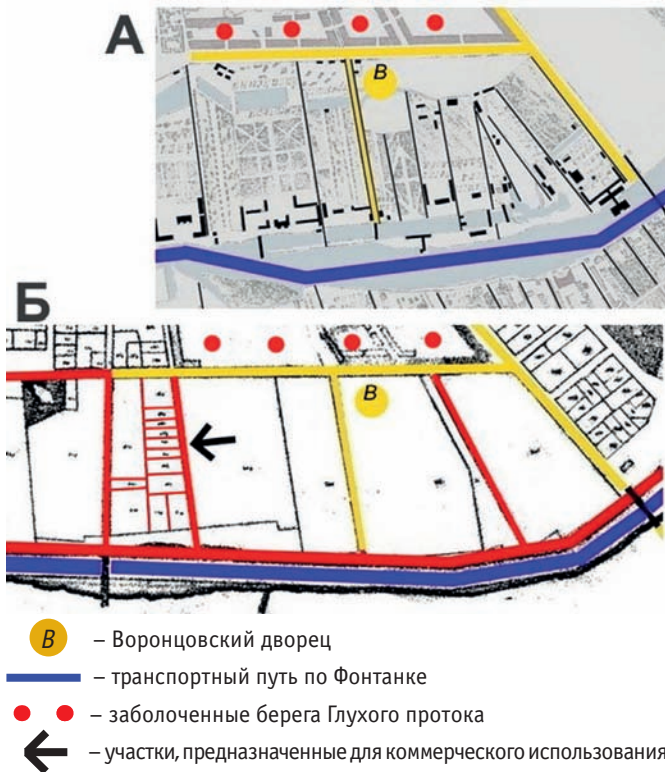 А
В
Б
В
В – Воронцовский дворец
– транспортный путь по Фонтанке
– заболоченные берега Глухого протока
– участки, предназначенные для коммерческого использования